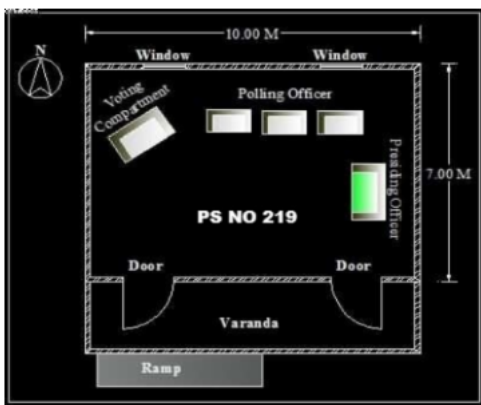 10.00 M
N
Window
Window
Voting
Compartment
Polling Officer
Presiding Officer
7.00 M
PS NO 219
Door
Door
Varanda
Ramp